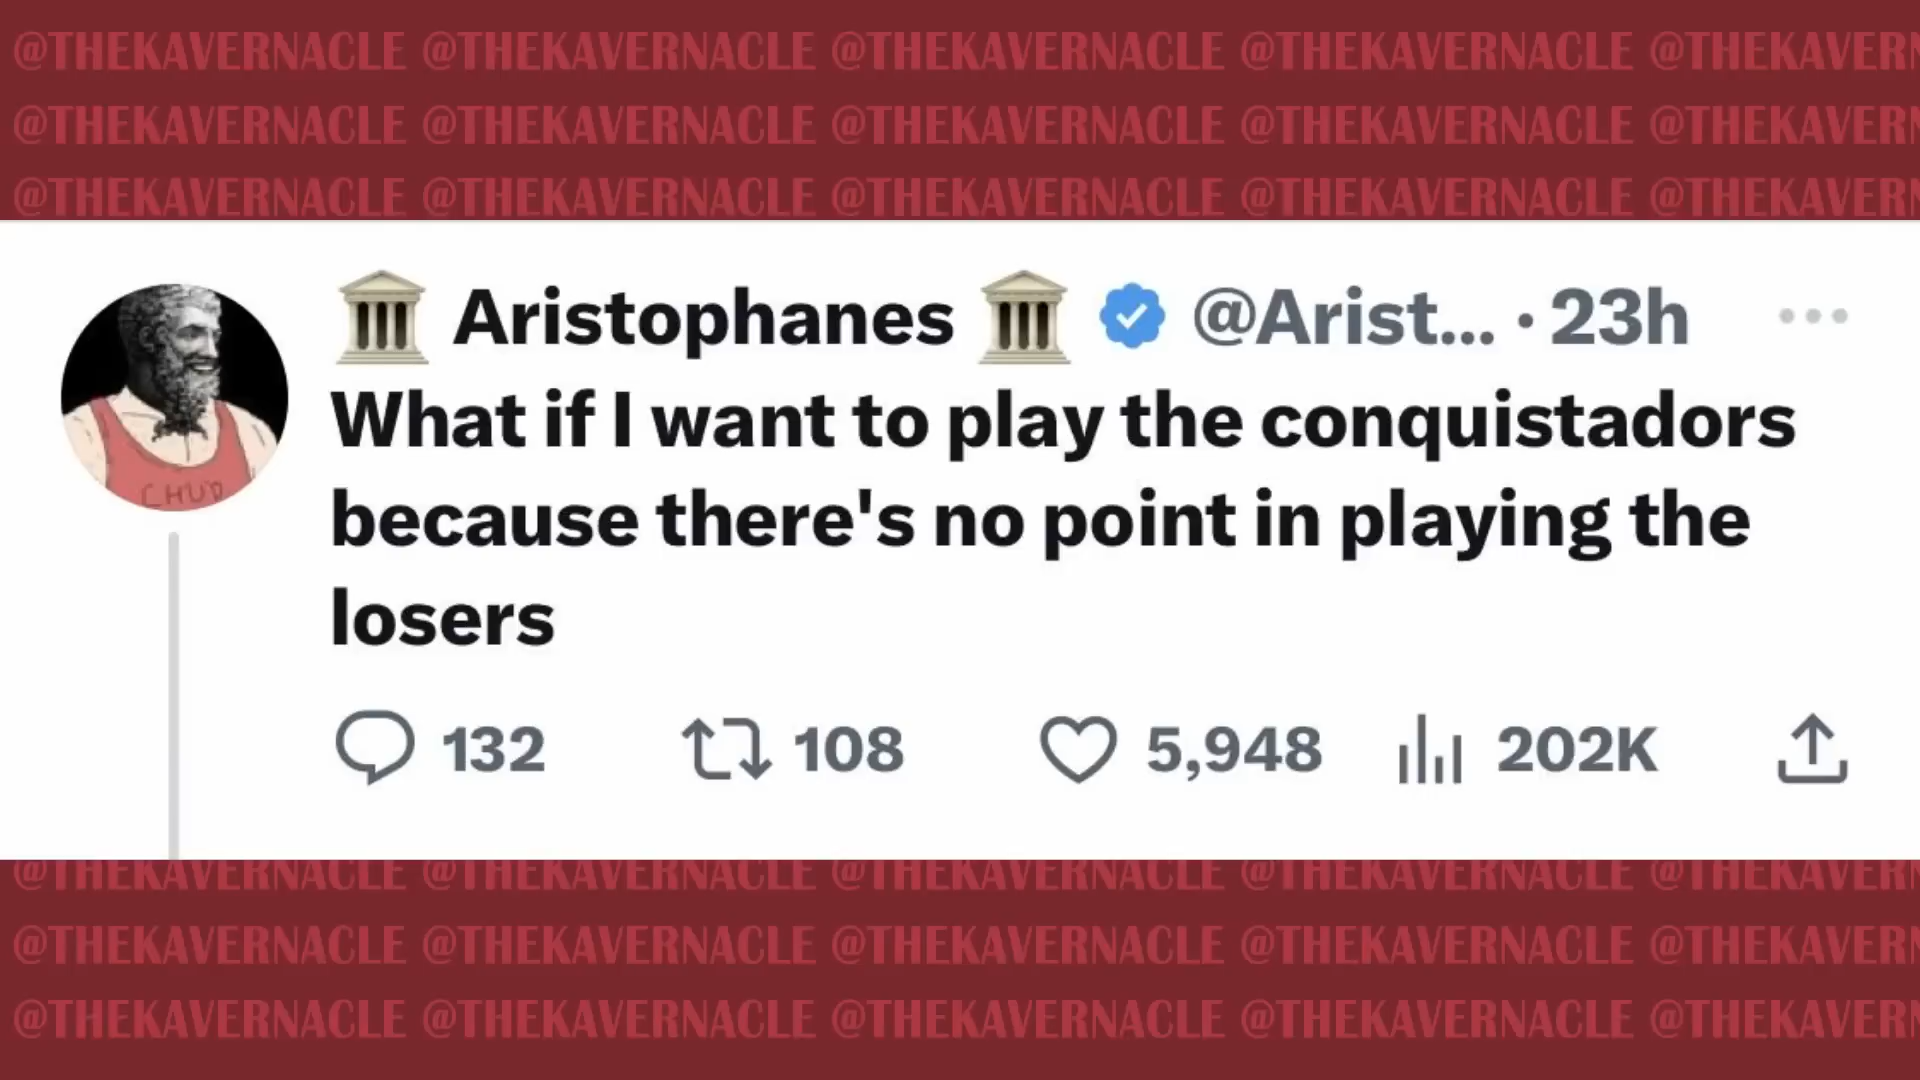 @THEKAVERNACLE @THEKAVERNACLE @THEKAVERNACLE @THEKAVERNACLE @THEKAVERN
@THEKAVERNACLE @THEKAVERNACLE @THEKAVERNACLE @THEKAVERNACLE @THEKAVERN
@THEKAVERNACLE @THEKAVERNACLE @THEKAVERNACLE @THEKAVERNACLE @THEKAVERN
🏛️ Aristophanes 🏛️ @Arist... · 23h
What if I want to play the conquistadors
because there's no point in playing the
losers
CHUD
132 108 5,948 202K
@THEKAVERNACLE @THEKAVERNACLE @THEKAVERNACLE @THEKAVERNACLE @THEKAVERN
@THEKAVERNACLE @THEKAVERNACLE @THEKAVERNACLE @THEKAVERNACLE @THEKAVERN
@THEKAVERNACLE @THEKAVERNACLE @THEKAVERNACLE @THEKAVERNACLE @THEKAVERN